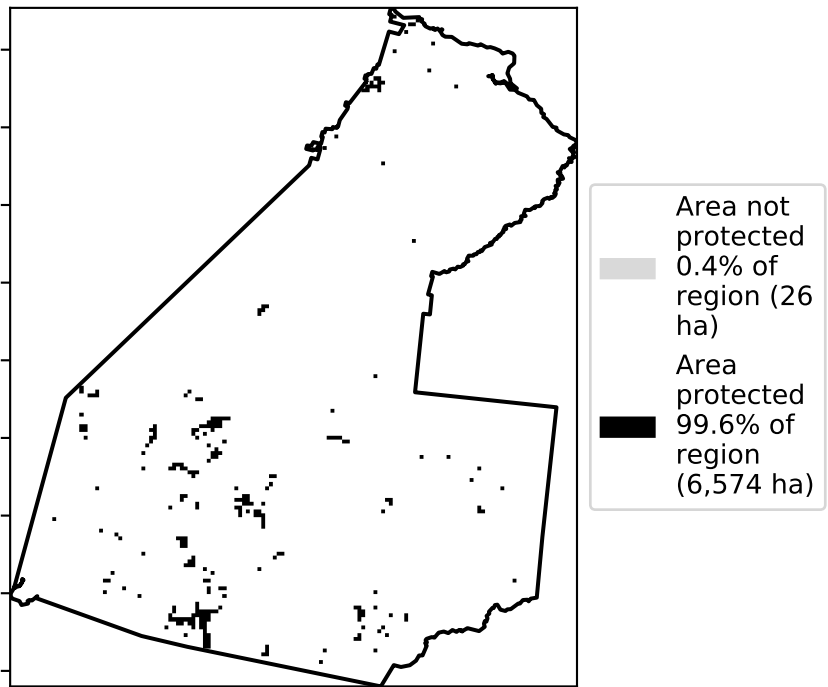 Area not
protected
0.4% of
region (26
ha)
Area
protected
99.6% of
region
(6,574 ha)